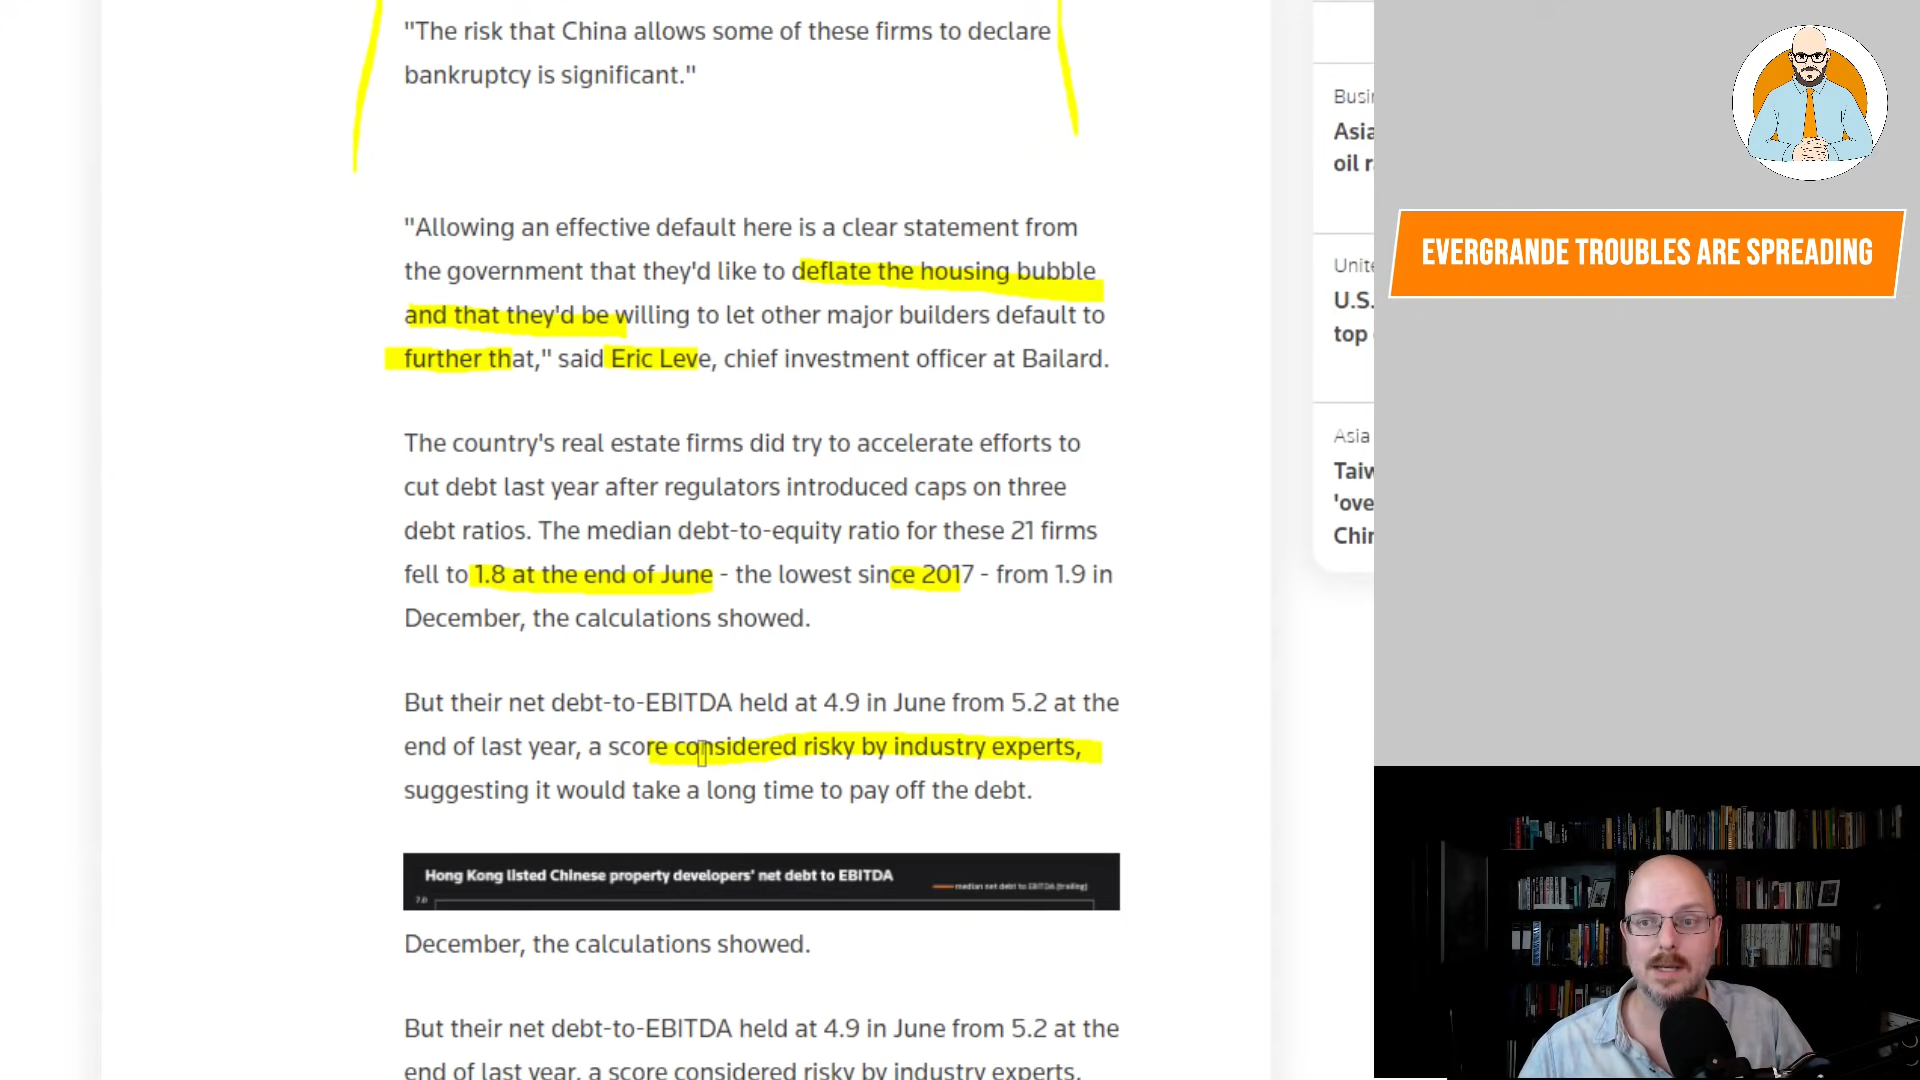 "The risk that China allows some of these firms to declare
bankruptcy is significant."
"Allowing an effective default here is a clear statement from
the government that they'd like to deflate the housing bubble
and that they'd be willing to let other major builders default to
further that," said Eric Leve, chief investment officer at Bailard.
The country's real estate firms did try to accelerate efforts to
cut debt last year after regulators introduced caps on three
debt ratios. The median debt-to-equity ratio for these 21 firms
fell to 1.8 at the end of June - the lowest since 2017 - from 1.9 in
December, the calculations showed.
But their net debt-to-EBITDA held at 4.9 in June from 5.2 at the
end of last year, a score considered risky by industry experts,
suggesting it would take a long time to pay off the debt.
Hong Kong listed Chinese property developers' net debt to EBITDA
median net debt to EBITDA (trailing)
7.0
December, the calculations showed.
But their net debt-to-EBITDA held at 4.9 in June from 5.2 at the
end of last year, a score considered risky by industry experts,
Busi
Asia
oil r
Unite
U.S.
top
Asia
Taiw
'ove
Chin
EVERGRANDE TROUBLES ARE SPREADING